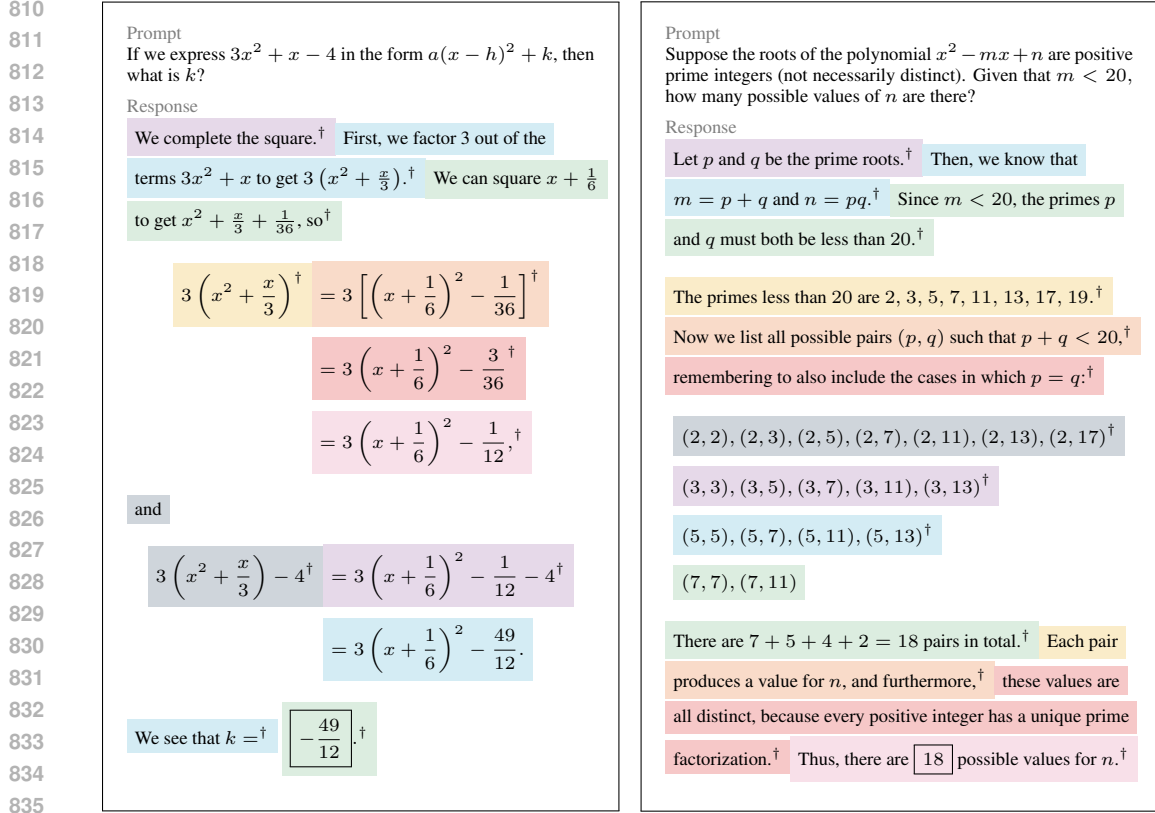 810
811
812
813
814
815
816
817
818
819
820
821
822
823
824
825
826
827
828
829
830
831
832
833
834
835
Prompt
If we express 3x² + x − 4 in the form a(x − h)² + k, then
what is k?
Response
We complete the square.† First, we factor 3 out of the
terms 3x² + x to get 3 (x² + x/3).† We can square x + 1/6
to get x² + x/3 + 1/36, so†
3 (x² + x/3)† = 3 [(x + 1/6)² − 1/36]†
= 3 (x + 1/6)² − 3/36†
= 3 (x + 1/6)² − 1/12,†
and
3 (x² + x/3) − 4† = 3 (x + 1/6)² − 1/12 − 4†
= 3 (x + 1/6)² − 49/12.
We see that k =† −49/12.†
Prompt
Suppose the roots of the polynomial x² − mx + n are positive
prime integers (not necessarily distinct). Given that m < 20,
how many possible values of n are there?
Response
Let p and q be the prime roots.† Then, we know that
m = p + q and n = pq.† Since m < 20, the primes p
and q must both be less than 20.†
The primes less than 20 are 2, 3, 5, 7, 11, 13, 17, 19.†
Now we list all possible pairs (p, q) such that p + q < 20,†
remembering to also include the cases in which p = q:†
(2, 2), (2, 3), (2, 5), (2, 7), (2, 11), (2, 13), (2, 17)†
(3, 3), (3, 5), (3, 7), (3, 11), (3, 13)†
(5, 5), (5, 7), (5, 11), (5, 13)†
(7, 7), (7, 11)
There are 7 + 5 + 4 + 2 = 18 pairs in total.† Each pair
produces a value for n, and furthermore,† these values are
all distinct, because every positive integer has a unique prime
factorization.† Thus, there are 18 possible values for n.†